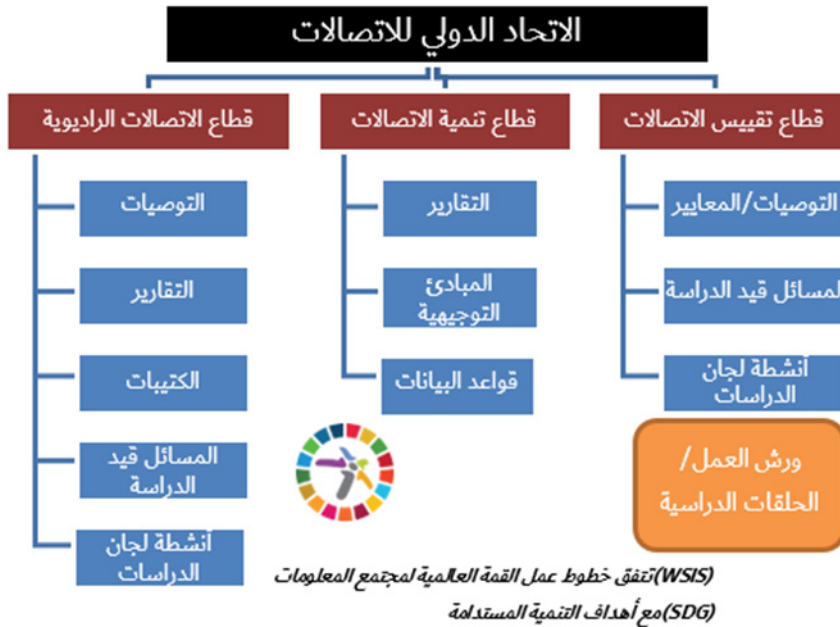 الاتحاد الدولي للاتصالات
قطاع تقييس الاتصالات
التوصيات/المعايير
المسائل قيد الدراسة
أنشطة لجان
الدراسات
ورش العمل/
الحلقات الدراسية
قطاع تنمية الاتصالات
التقارير
المبادئ
التوجيهية
قواعد البيانات
قطاع الاتصالات الراديوية
التوصيات
التقارير
الكتيبات
المسائل قيد
الدراسة
أنشطة لجان
الدراسات
(WSIS)تتفق خطوط عمل القمة العالمية لمجتمع المعلومات
(SDG)مع أهداف التنمية المستدامة